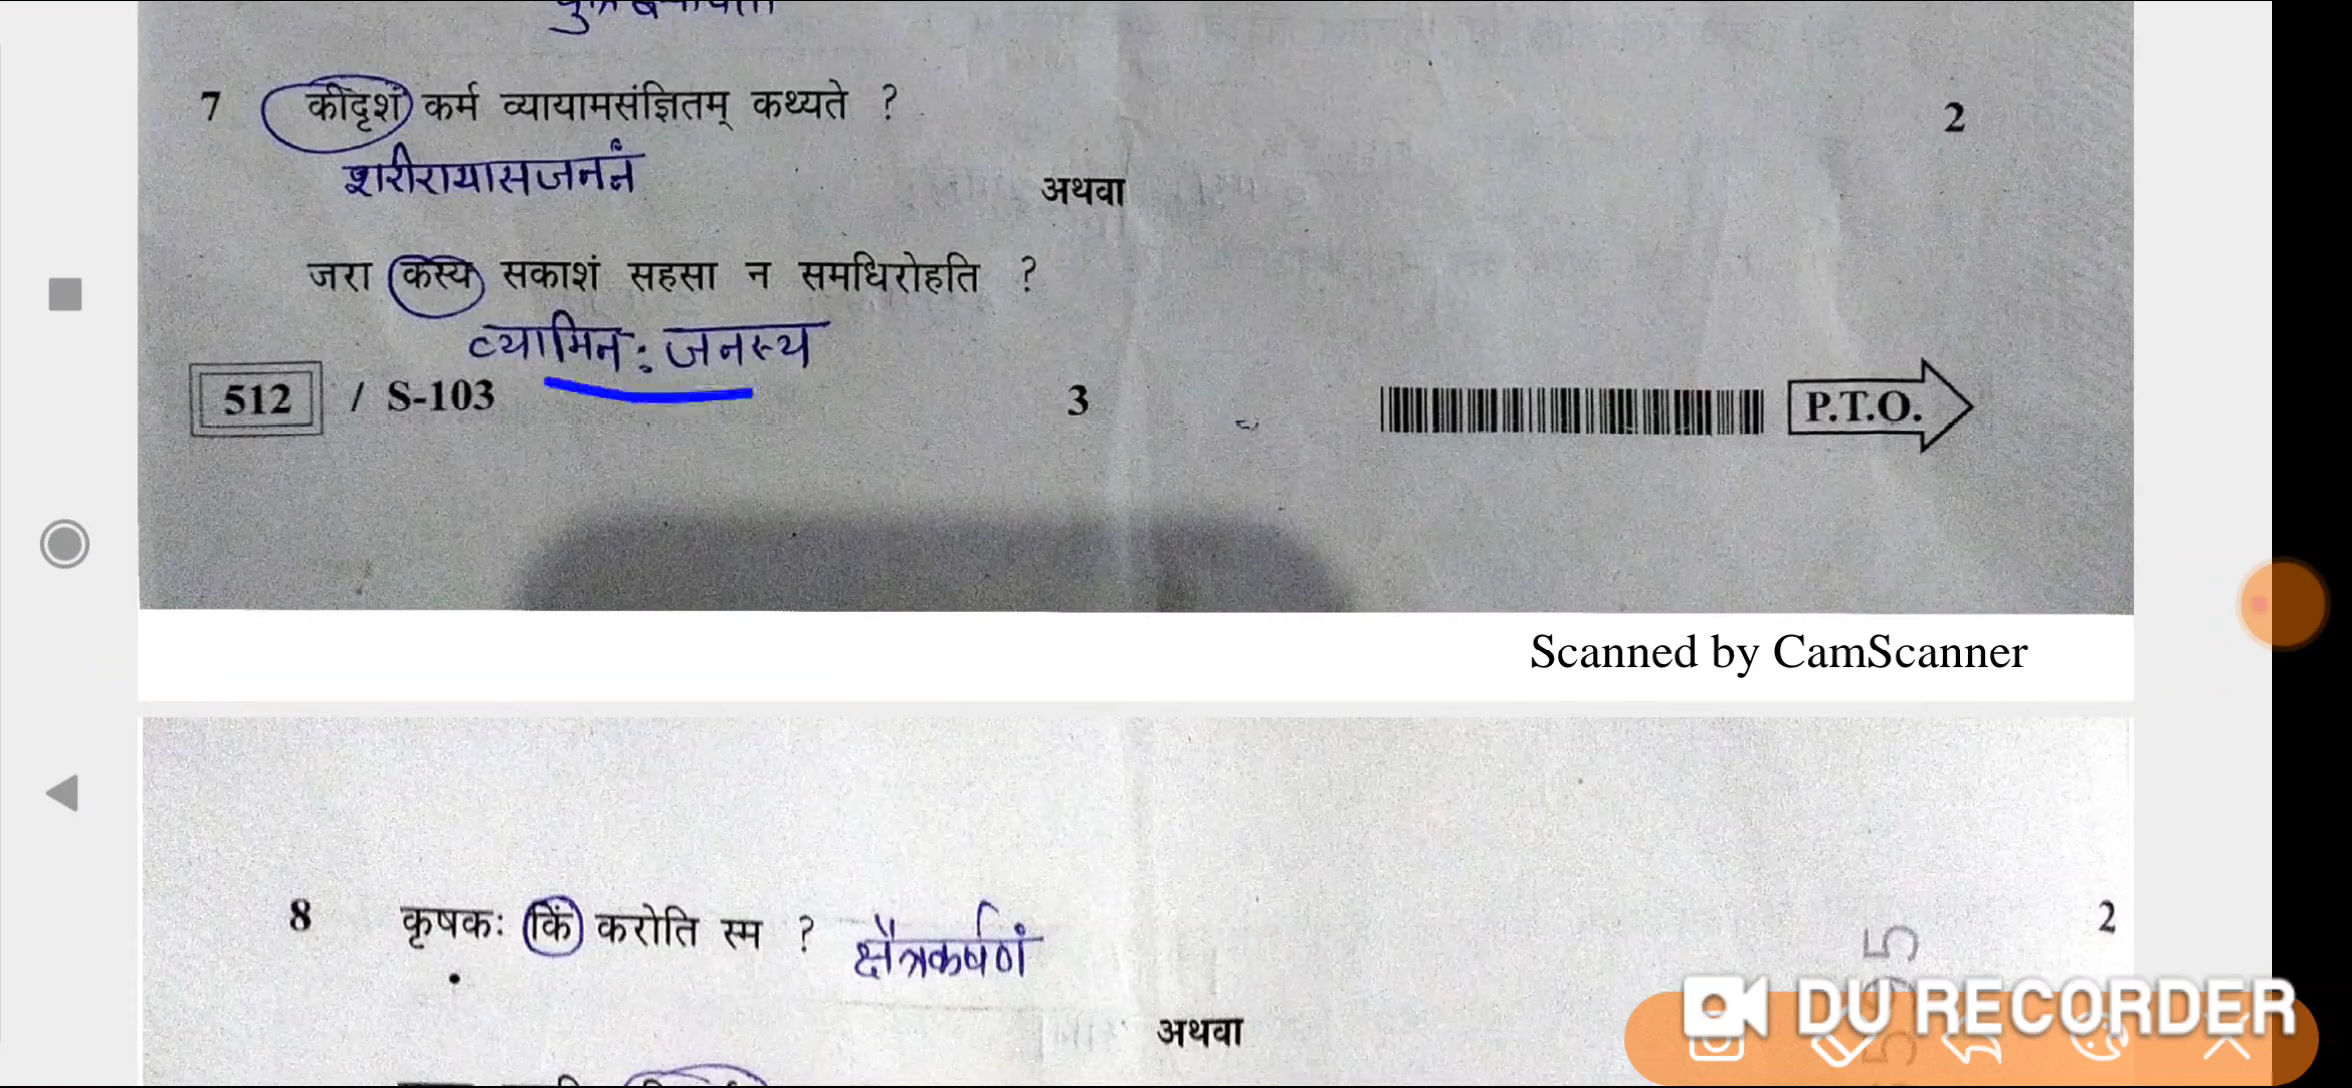 7 कीदृशं कर्म व्यायामसंज्ञितम् कथ्यते ? 2
शरीरायासजननं
अथवा
जरा कस्य सकाशं सहसा न समधिरोहति ?
व्यामिनः जनस्य
512 / S-103 3 P.T.O.
Scanned by CamScanner
8 कृषकः किं करोति स्म ? क्षेत्रकर्षणं 2
अथवा
DU RECORDER